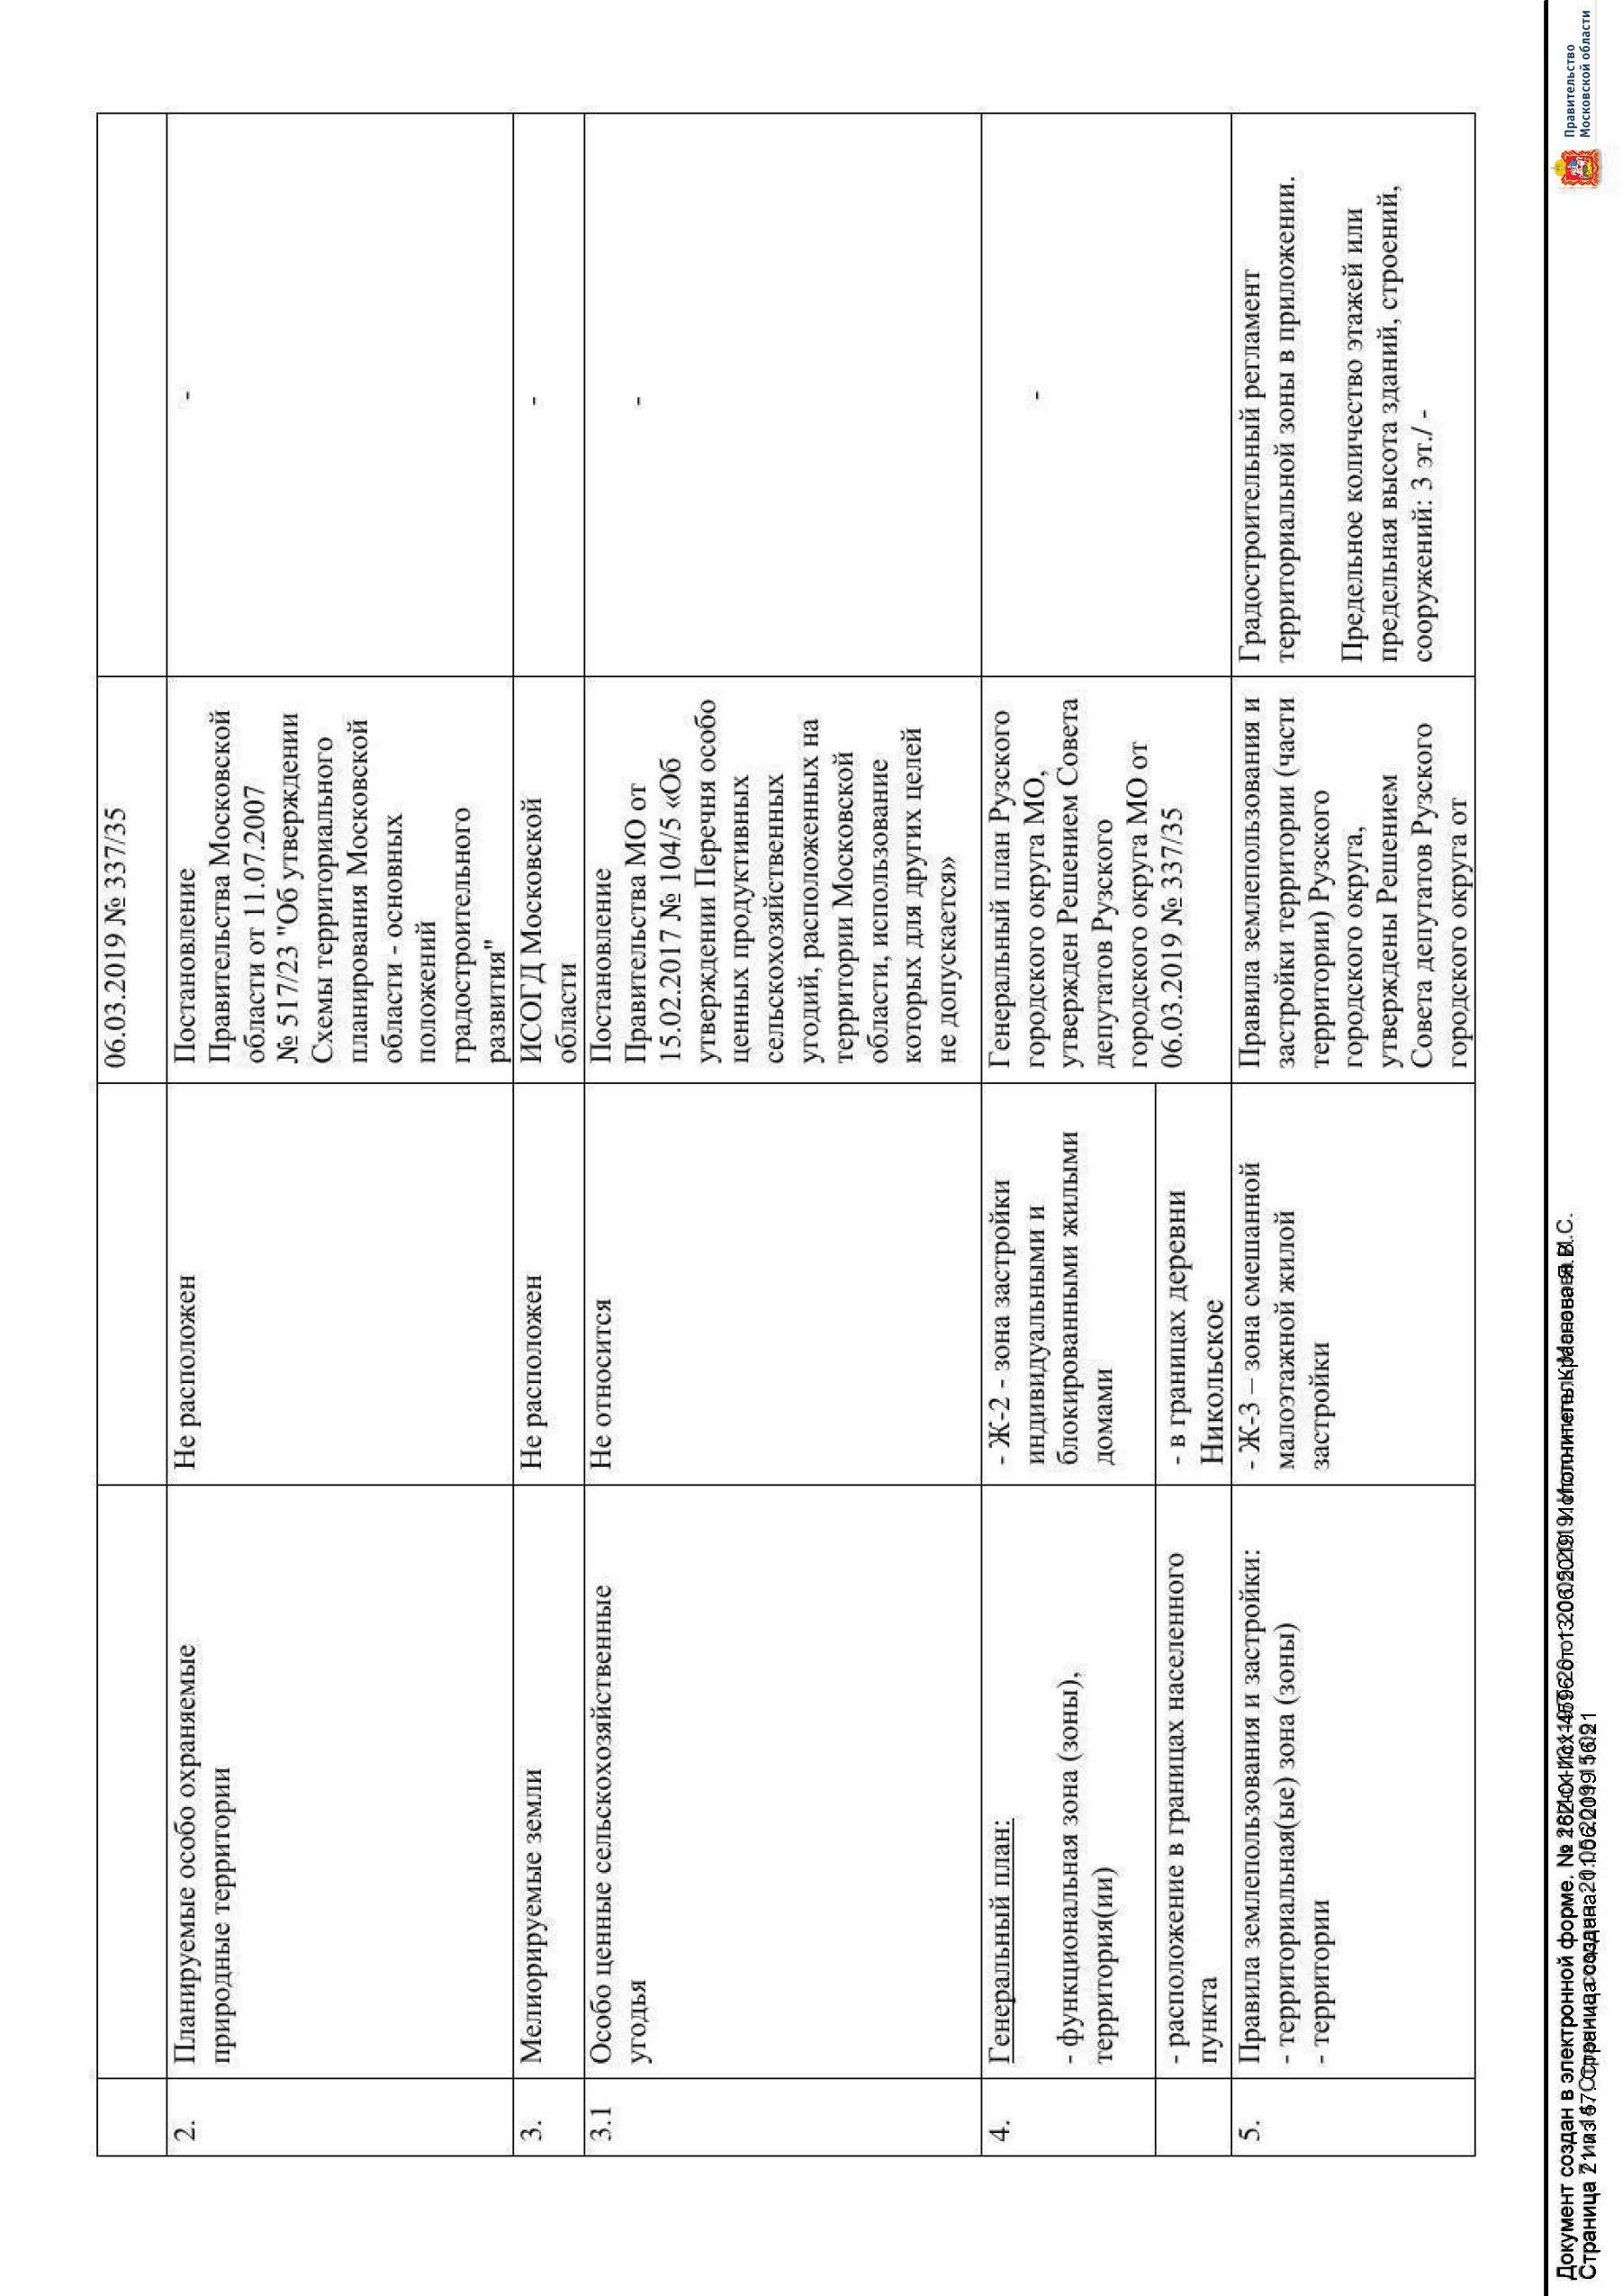 06.03.2019 № 337/35
2.
Планируемые особо охраняемые
природные территории
Не расположен
Постановление
Правительства Московской
области от 11.07.2007
№ 517/23 "Об утверждении
Схемы территориального
планирования Московской
области - основных
положений
градостроительного
развития"
-
3.
Мелиорируемые земли
Не расположен
ИСОГД Московской
области
-
3.1
Особо ценные сельскохозяйственные
угодья
Не относится
Постановление
Правительства МО от
15.02.2017 № 104/5 «Об
утверждении Перечня особо
ценных продуктивных
сельскохозяйственных
угодий, расположенных на
территории Московской
области, использование
которых для других целей
не допускается»
-
4.
Генеральный план:
- функциональная зона (зоны),
территория(ии)
- Ж-2 - зона застройки
индивидуальными и
блокированными жилыми
домами
Генеральный план Рузского
городского округа МО,
утвержден Решением Совета
депутатов Рузского
городского округа МО от
06.03.2019 № 337/35
-
- расположение в границах населенного
пункта
- в границах деревни
Никольское
5.
Правила землепользования и застройки:
- территориальная(ые) зона (зоны)
- территории
- Ж-3 – зона смешанной
малоэтажной жилой
застройки
Правила землепользования и
застройки территории (части
территории) Рузского
городского округа,
утверждены Решением
Совета депутатов Рузского
городского округа от
Градостроительный регламент
территориальной зоны в приложении.
Предельное количество этажей или
предельная высота зданий, строений,
сооружений: 3 эт./ -
Документ создан в электронной форме. №
Страница
Правительство
Московской области